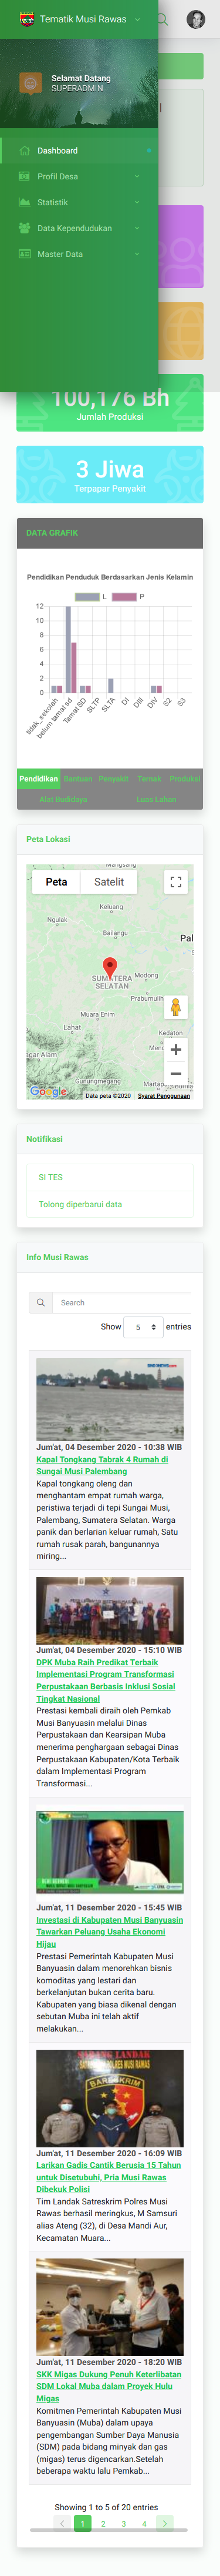 Tematik Musi Rawas
Selamat Datang
SUPERADMIN
Dashboard
Profil Desa
Statistik
Data Kependudukan
Master Data
100,176 Bh
Jumlah Produksi
3 Jiwa
Terpapar Penyakit
DATA GRAFIK
Pendidikan Penduduk Berdasarkan Jenis Kelamin
L P
12
10
8
6
4
2
0
tidak_sekolah
belum tamat sd
Tamat SD
SLTP
SLTA
DI
DIII
DIV
S2
S3
Pendidikan Bantuan Penyakit Ternak Produksi
Alat Budidaya Luas Lahan
Peta Lokasi
Peta Satelit
Keluang
Nguiak
Bailangu
Pal
SUMATERA
SELATAN
Modong
Prabumulih
Muara Enim
Lahat
Kedaton
gar Alam
Gunungmegang
Martap
Google
Data pela ©2020 Syarat Penggunaan
Notifikasi
SI TES
Tolong diperbarui data
Info Musi Rawas
Search
Show 5 entries
Jum'at, 04 Desember 2020 - 10:38 WIB
Kapal Tongkang Tabrak 4 Rumah di
Sungai Musi Palembang
Kapal tongkang oleng dan
menghantam empat rumah warga,
peristiwa terjadi di tepi Sungai Musi,
Palembang, Sumatera Selatan. Warga
panik dan berlarian keluar rumah, Satu
rumah rusak parah, bangunannya
miring...
Jum'at, 04 Desember 2020 - 15:10 WIB
DPK Muba Raih Predikat Terbaik
Implementasi Program Transformasi
Perpustakaan Berbasis Inklusi Sosial
Tingkat Nasional
Prestasi kembali diraih oleh Pemkab
Musi Banyuasin melalui Dinas
Perpustakaan dan Kearsipan Muba
menerima penghargaan sebagai Dinas
Perpustakaan Kabupaten/Kota Terbaik
dalam Implementasi Program
Transformasi...
Jum'at, 11 Desember 2020 - 15:45 WIB
Investasi di Kabupaten Musi Banyuasin
Tawarkan Peluang Usaha Ekonomi
Hijau
Prestasi Pemerintah Kabupaten Musi
Banyuasin dalam menorehkan bisnis
komoditas yang lestari dan
berkelanjutan bukan cerita baru.
Kabupaten yang biasa dikenal dengan
sebutan Muba ini telah aktif
melakukan...
BARESKRIM
Jum'at, 11 Desember 2020 - 16:09 WIB
Larikan Gadis Cantik Berusia 15 Tahun
untuk Disetubuhi, Pria Musi Rawas
Dibekuk Polisi
Tim Landak Satreskrim Polres Musi
Rawas berhasil meringkus, M Samsuri
alias Ateng (32), di Desa Mandi Aur,
Kecamatan Muara...
Jum'at, 11 Desember 2020 - 18:20 WIB
SKK Migas Dukung Penuh Keterlibatan
SDM Lokal Muba dalam Proyek Hulu
Migas
Komitmen Pemerintah Kabupaten Musi
Banyuasin (Muba) dalam upaya
pengembangan Sumber Daya Manusia
(SDM) pada bidang minyak dan gas
(migas) terus digencarkan.Setelah
beberapa waktu lalu Pemkab...
Showing 1 to 5 of 20 entries
1 2 3 4